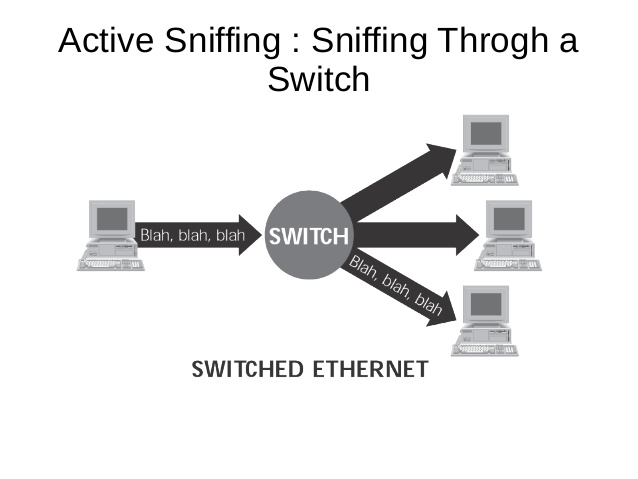 Active Sniffing : Sniffing Throgh a
Switch
Blah, blah, blah
SWITCH
Blah, blah, blah
SWITCHED ETHERNET